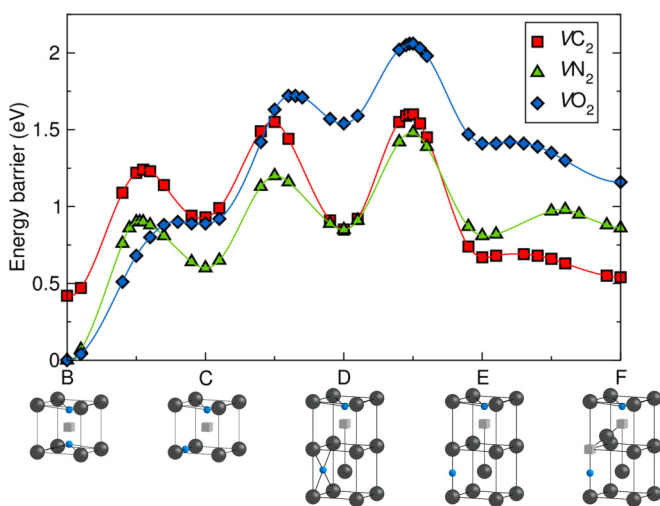 2
1.5
1
0.5
0
Energy barrier (eV)
VC₂
VN₂
VO₂
B C D E F